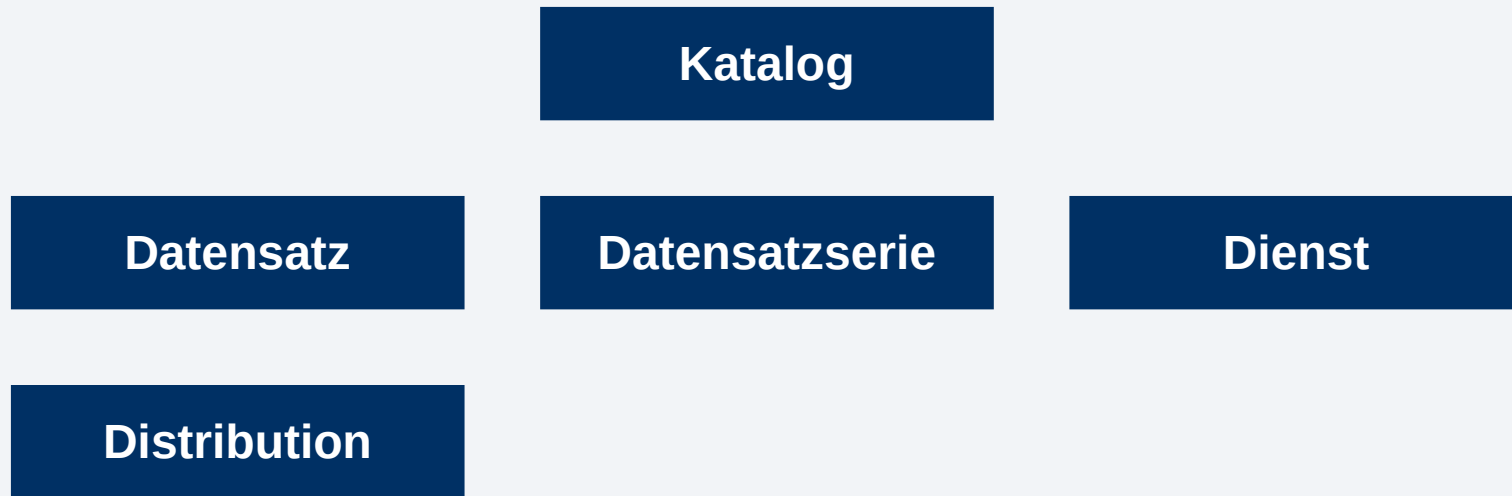 Katalog
Datensatz
Datensatzserie
Dienst
Distribution